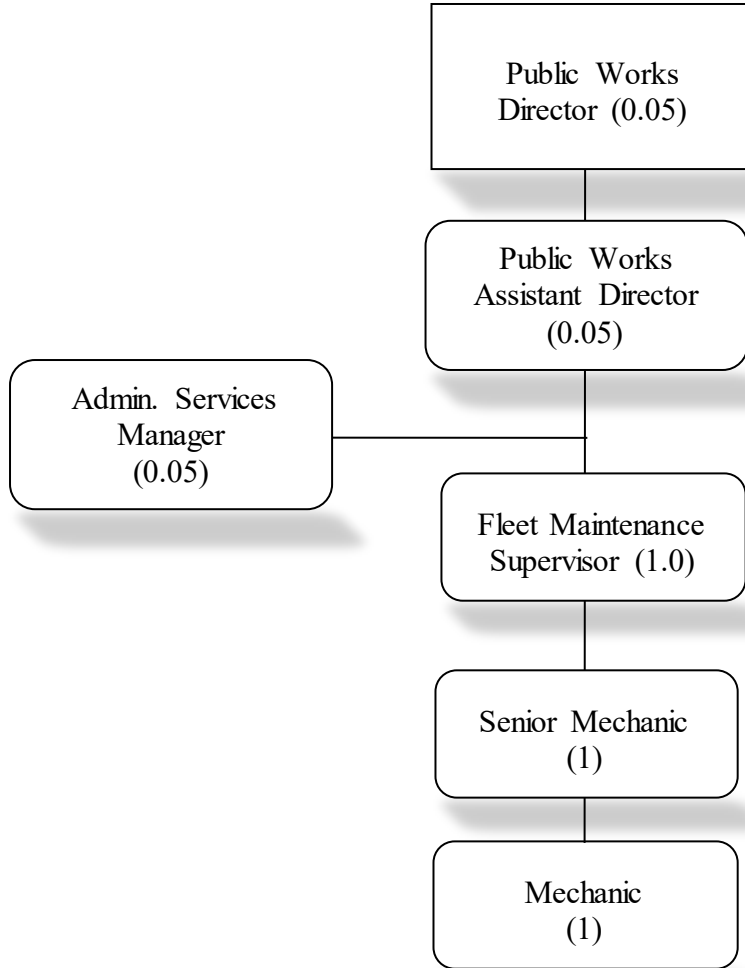 Public Works
Director (0.05)
Public Works
Assistant Director
(0.05)
Admin. Services
Manager
(0.05)
Fleet Maintenance
Supervisor (1.0)
Senior Mechanic
(1)
Mechanic
(1)